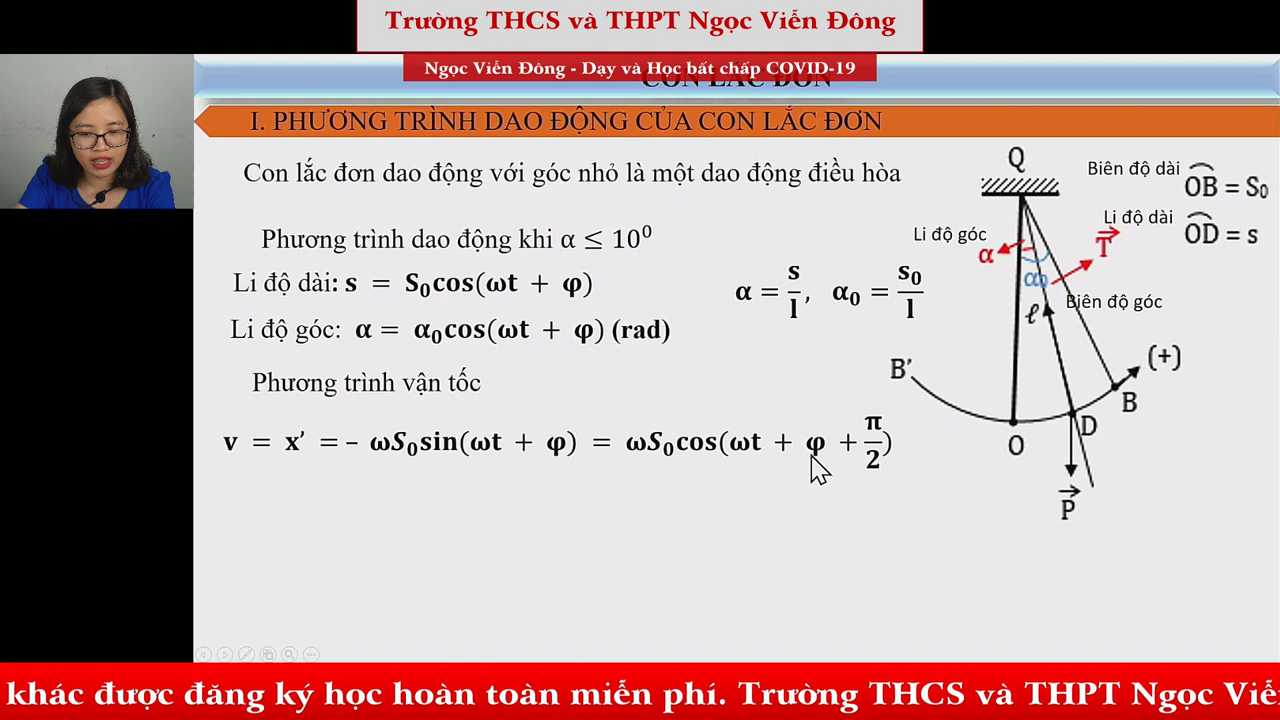 Trường THCS và THPT Ngọc Viễn Đông
Ngọc Viễn Đông - Dạy và Học bất chấp COVID-19
CON LẮC ĐƠN
I. PHƯƠNG TRÌNH DAO ĐỘNG CỦA CON LẮC ĐƠN
Con lắc đơn dao động với góc nhỏ là một dao động điều hòa
Phương trình dao động khi α ≤ 10⁰
Li độ dài: s = S₀cos(ωt + φ)
α = s/l, α₀ = s₀/l
Li độ góc: α = α₀cos(ωt + φ) (rad)
Phương trình vận tốc
v = x’ = – ωS₀sin(ωt + φ) = ωS₀cos(ωt + φ + π/2)
Q
Biên độ dài
OB = S₀
Li độ dài
OD = s
Li độ góc
α
T
α₀
Biên độ góc
ℓ
(+)
B’
B
D
O
P
khác được đăng ký học hoàn toàn miễn phí. Trường THCS và THPT Ngọc Viễ